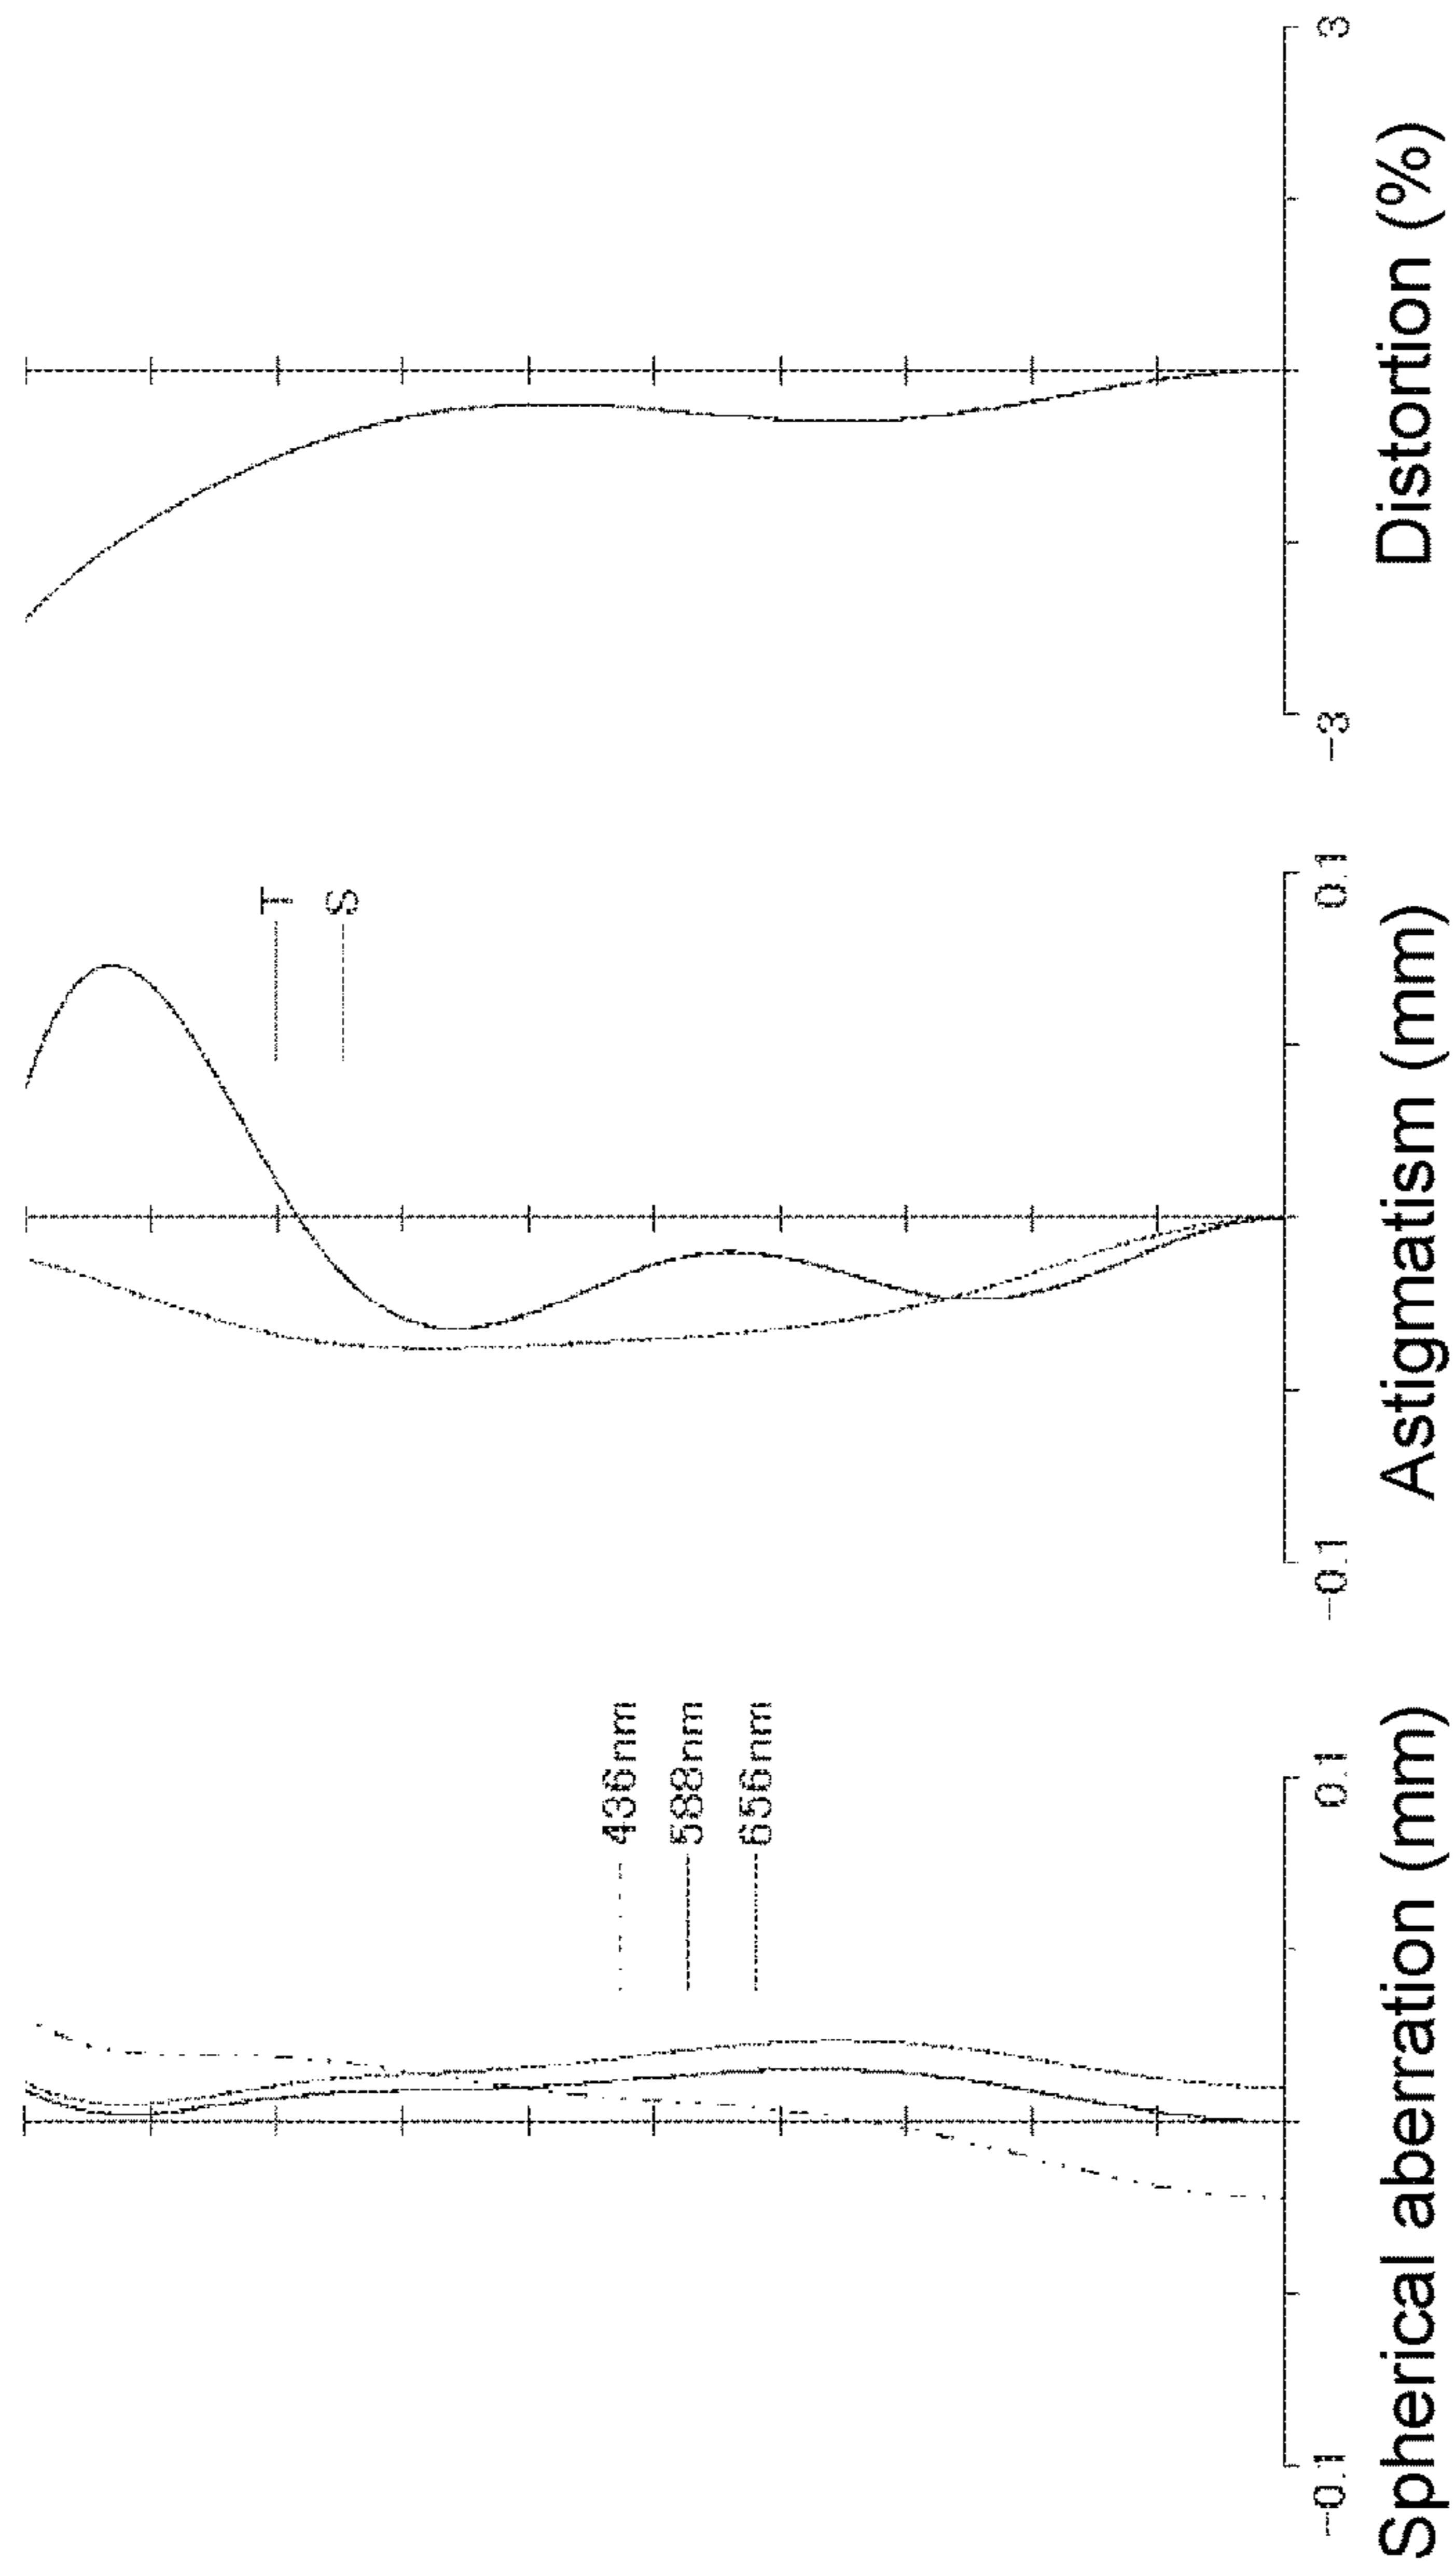 436nm
588nm
656nm
-0.1
0.1
Spherical aberration (mm)
T
S
-0.1
0.1
Astigmatism (mm)
-3
3
Distortion (%)